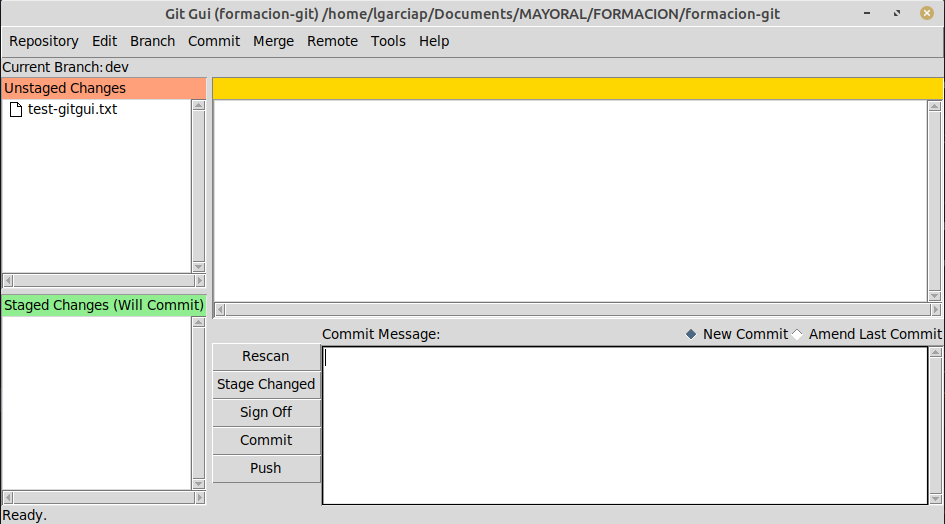 Git Gui (formacion-git) /home/lgarciap/Documents/MAYORAL/FORMACION/formacion-git
Repository Edit Branch Commit Merge Remote Tools Help
Current Branch: dev
Unstaged Changes
test-gitgui.txt
Staged Changes (Will Commit)
Commit Message:
New Commit
Amend Last Commit
Rescan
Stage Changed
Sign Off
Commit
Push
Ready.